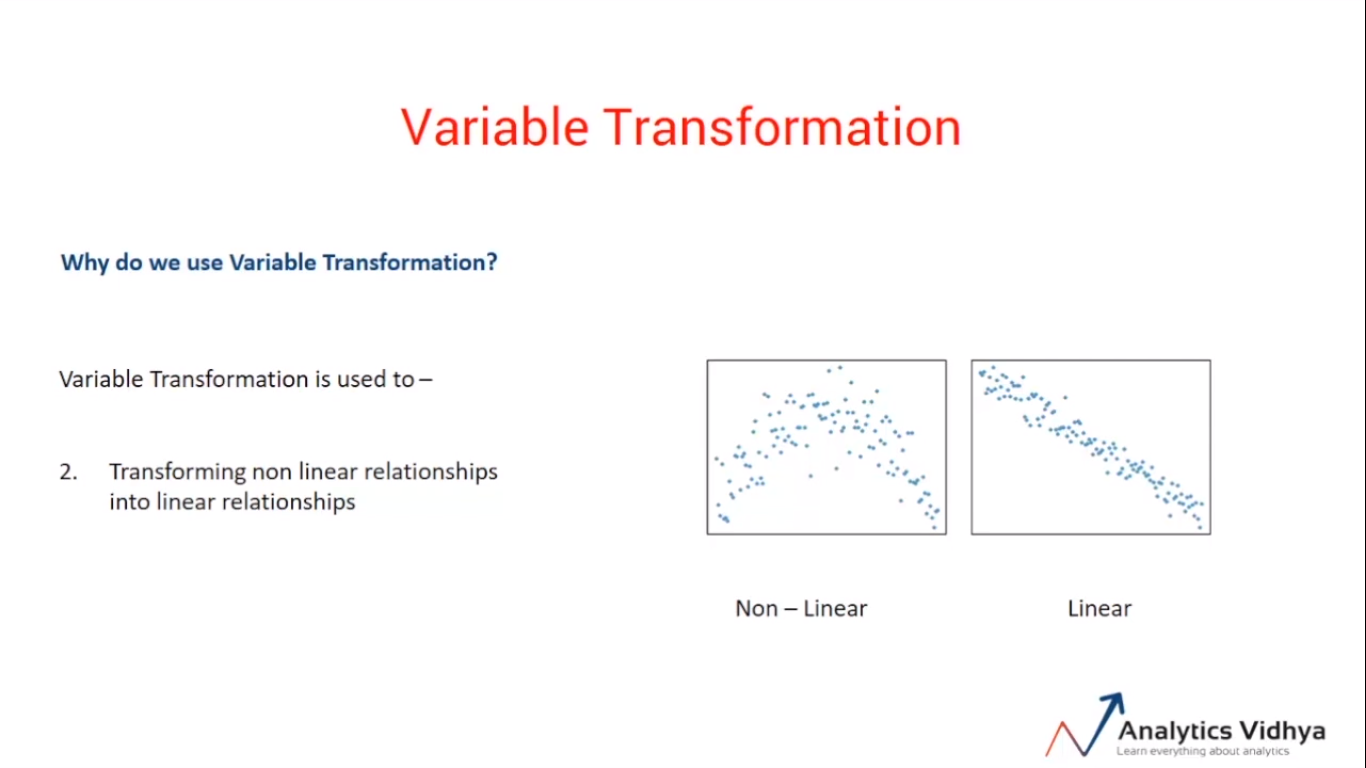 Variable Transformation
Why do we use Variable Transformation?
Variable Transformation is used to –
2. Transforming non linear relationships
into linear relationships
Non – Linear
Linear
Analytics Vidhya
Learn everything about analytics